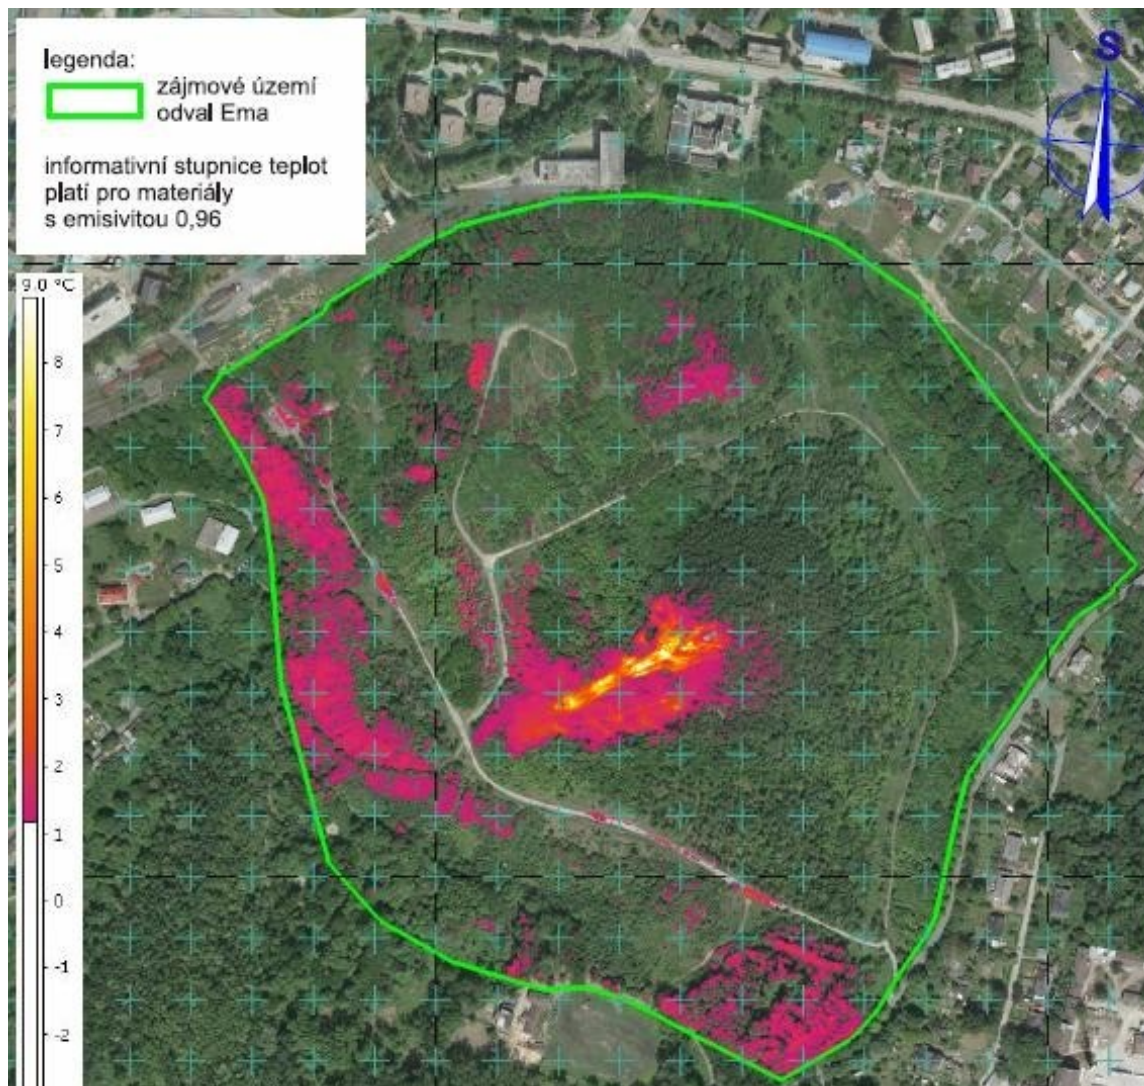 legenda:
zájmové území
odval Ema
informativní stupnice teplot
platí pro materiály
s emisivitou 0,96
S
9.0 °C
8
7
6
5
4
3
2
1
0
-1
-2